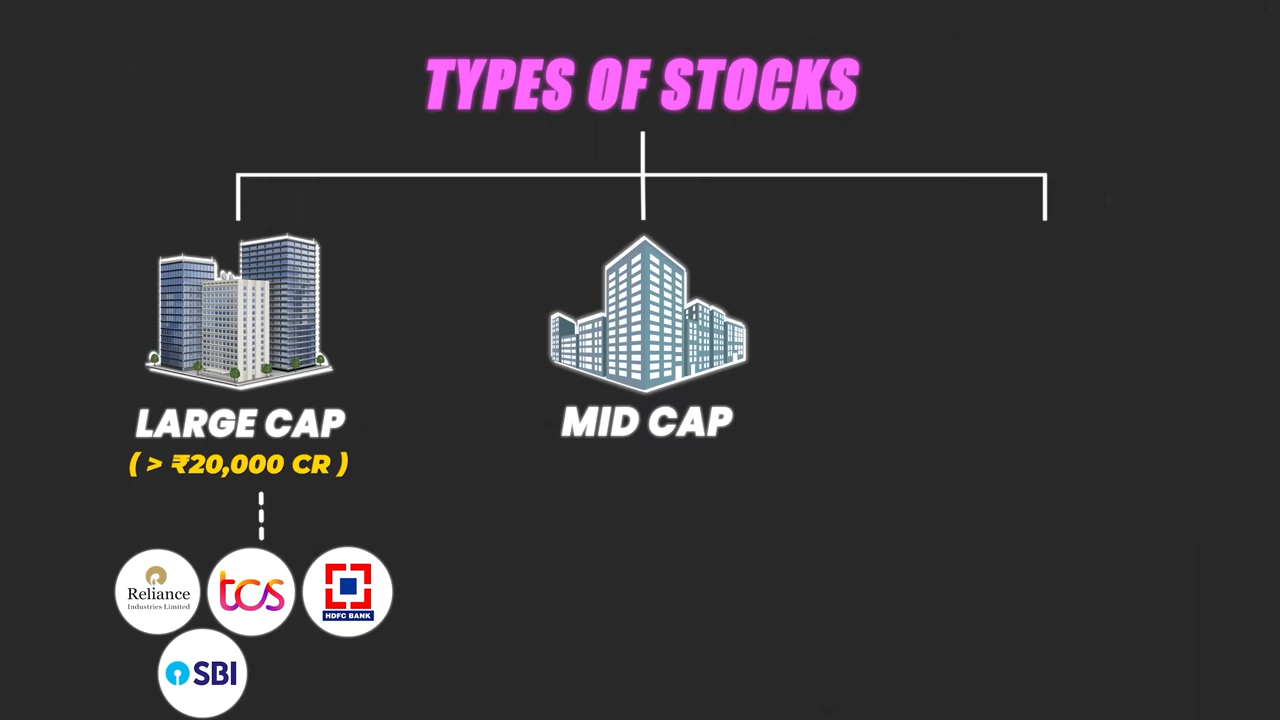 TYPES OF STOCKS
LARGE CAP
( > ₹20,000 CR )
MID CAP
Reliance
Industries Limited
tcs
HDFC BANK
SBI